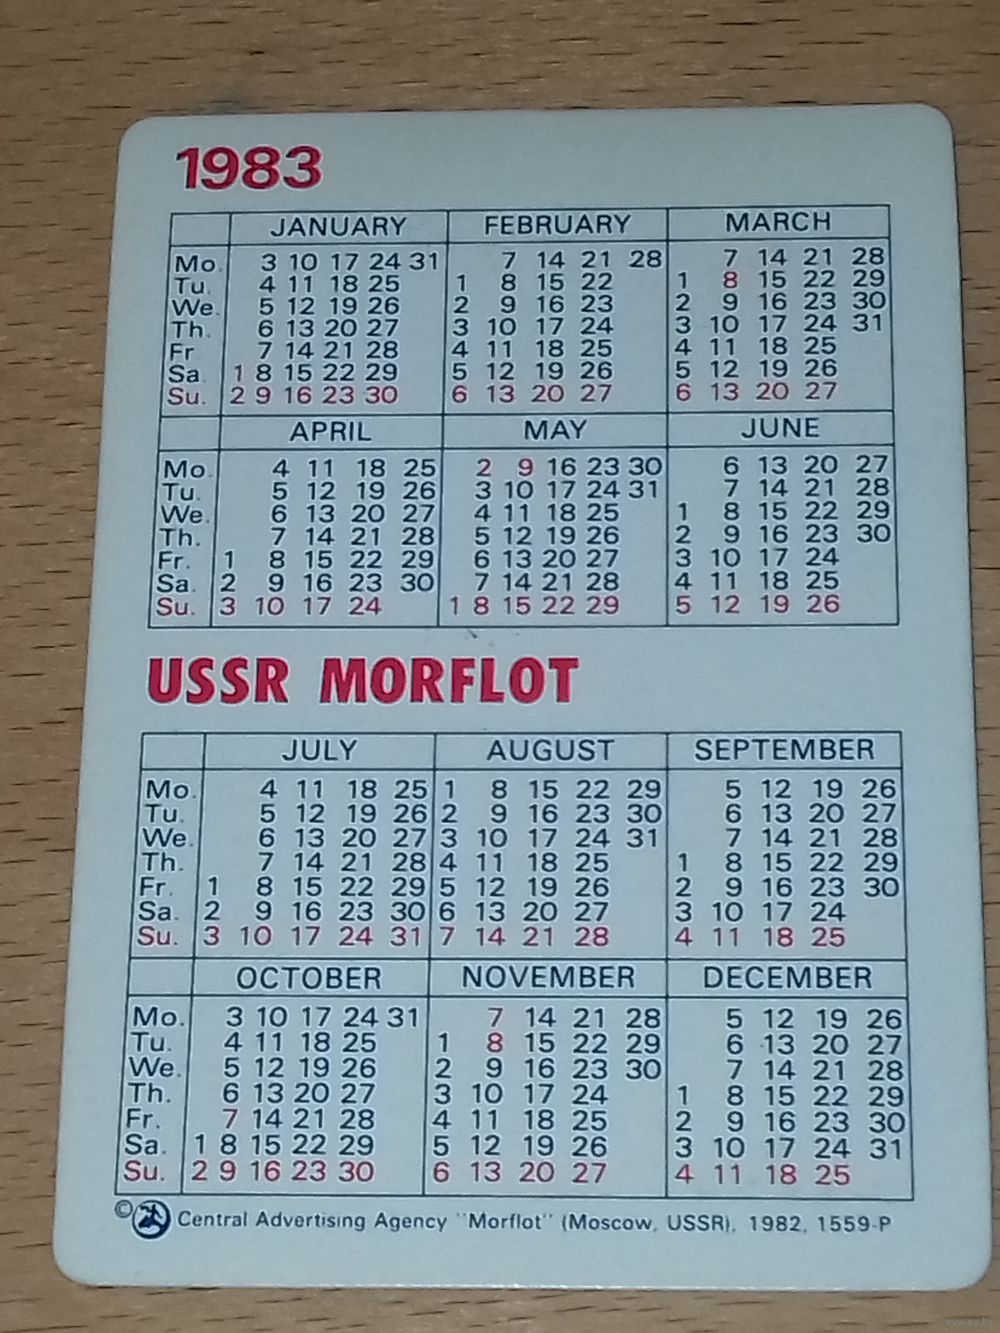 1983
JANUARY FEBRUARY MARCH
Mo. 3 10 17 24 31 7 14 21 28 7 14 21 28
Tu. 4 11 18 25 1 8 15 22 1 8 15 22 29
We. 5 12 19 26 2 9 16 23 2 9 16 23 30
Th. 6 13 20 27 3 10 17 24 3 10 17 24 31
Fr 7 14 21 28 4 11 18 25 4 11 18 25
Sa 1 8 15 22 29 5 12 19 26 5 12 19 26
Su. 2 9 16 23 30 6 13 20 27 6 13 20 27
APRIL MAY JUNE
Mo. 4 11 18 25 2 9 16 23 30 6 13 20 27
Tu. 5 12 19 26 3 10 17 24 31 7 14 21 28
We. 6 13 20 27 4 11 18 25 1 8 15 22 29
Th. 7 14 21 28 5 12 19 26 2 9 16 23 30
Fr. 1 8 15 22 29 6 13 20 27 3 10 17 24
Sa. 2 9 16 23 30 7 14 21 28 4 11 18 25
Su. 3 10 17 24 1 8 15 22 29 5 12 19 26
USSR MORFLOT
JULY AUGUST SEPTEMBER
Mo. 4 11 18 25 1 8 15 22 29 5 12 19 26
Tu. 5 12 19 26 2 9 16 23 30 6 13 20 27
We. 6 13 20 27 3 10 17 24 31 7 14 21 28
Th. 7 14 21 28 4 11 18 25 1 8 15 22 29
Fr. 1 8 15 22 29 5 12 19 26 2 9 16 23 30
Sa. 2 9 16 23 30 6 13 20 27 3 10 17 24
Su. 3 10 17 24 31 7 14 21 28 4 11 18 25
OCTOBER NOVEMBER DECEMBER
Mo. 3 10 17 24 31 7 14 21 28 5 12 19 26
Tu. 4 11 18 25 1 8 15 22 29 6 13 20 27
We. 5 12 19 26 2 9 16 23 30 7 14 21 28
Th. 6 13 20 27 3 10 17 24 1 8 15 22 29
Fr. 7 14 21 28 4 11 18 25 2 9 16 23 30
Sa. 1 8 15 22 29 5 12 19 26 3 10 17 24 31
Su. 2 9 16 23 30 6 13 20 27 4 11 18 25
© Central Advertising Agency "Morflot" (Moscow, USSR), 1982, 1559-P
www.ay.by